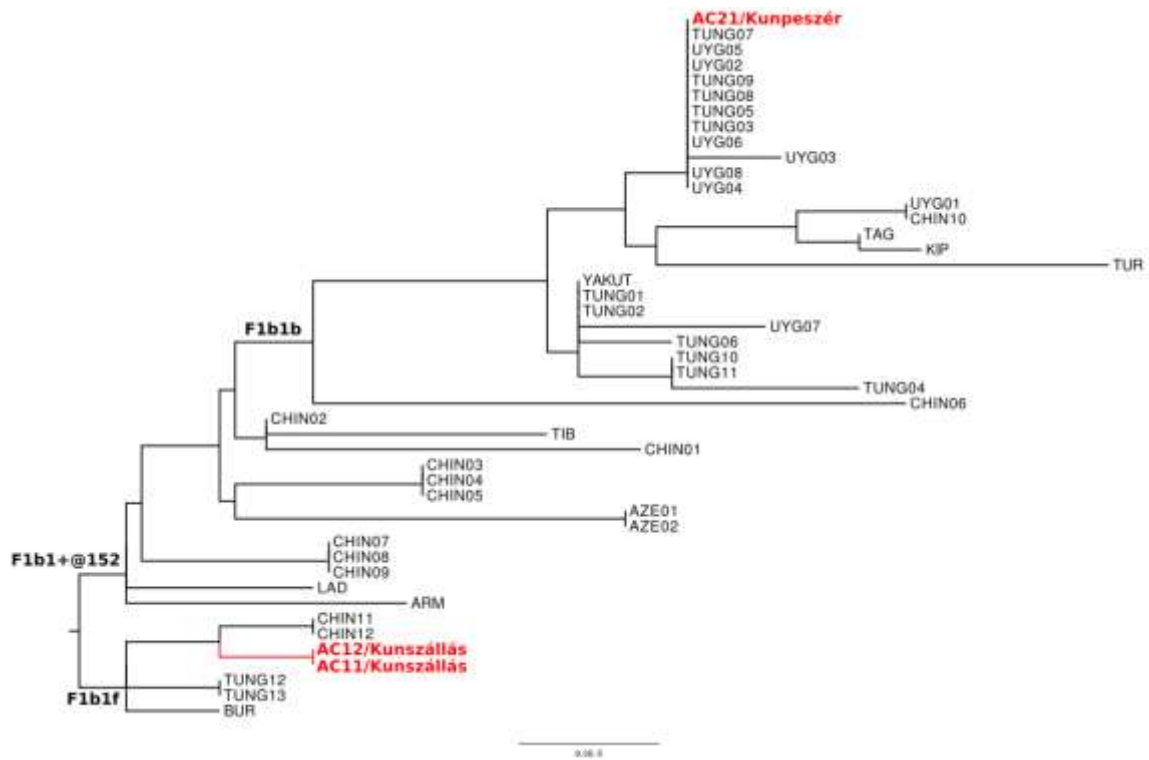 AC21/Kunpeszér
TUNG07
UYG05
UYG02
TUNG09
TUNG08
TUNG05
TUNG03
UYG06
UYG03
UYG08
UYG04
UYG01
CHIN10
TAG
KIP
TUR
YAKUT
TUNG01
TUNG02
F1b1b
UYG07
TUNG06
TUNG10
TUNG11
TUNG04
CHIN06
CHIN02
TIB
CHIN01
CHIN03
CHIN04
CHIN05
AZE01
AZE02
CHIN07
F1b1+@152
CHIN08
CHIN09
LAD
ARM
CHIN11
CHIN12
AC12/Kunszállás
AC11/Kunszállás
TUNG12
TUNG13
F1b1f
BUR